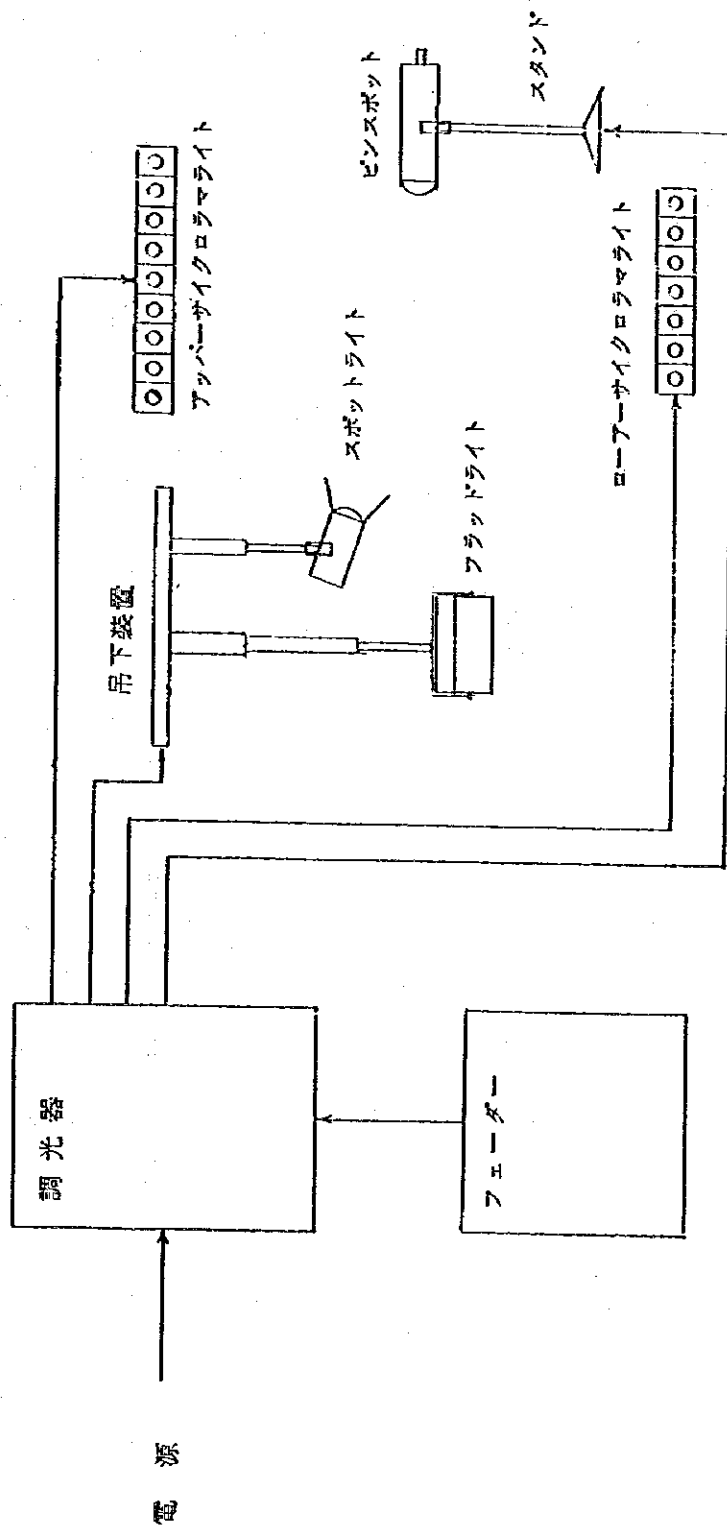 電源
調光器
フェーダー
吊下装置
アッパーサイクロラマライト
スポットライト
フラッドライト
ピンスポット
スタンド
ローアーサイクロラマライト